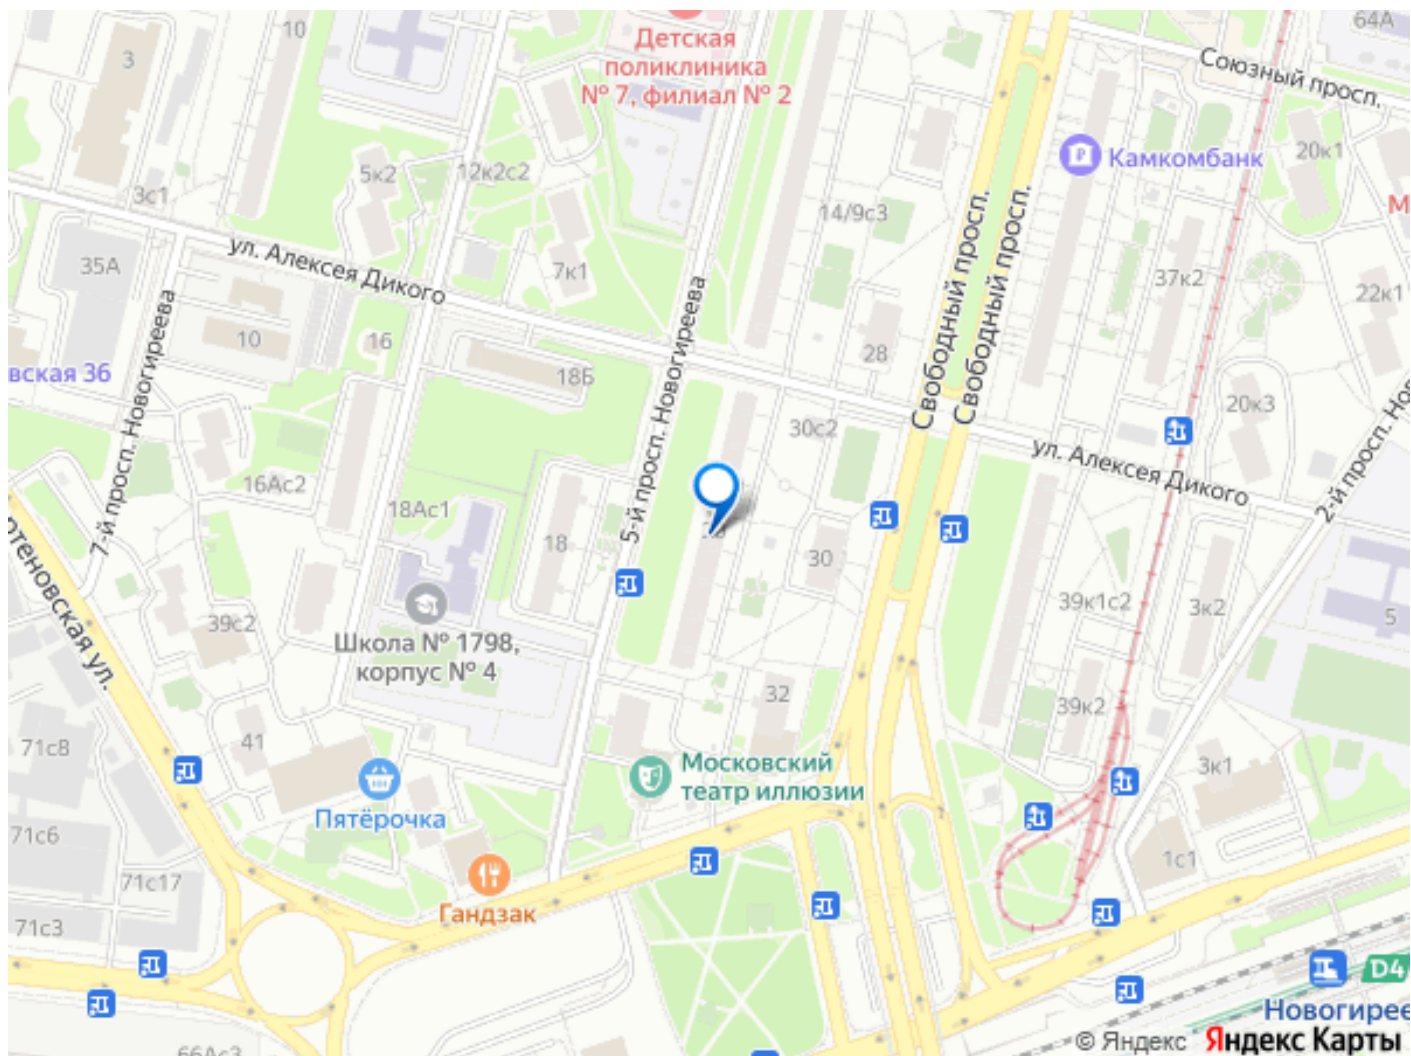 10
64А
3
Детская
поликлиника
№ 7, филиал № 2
Союзный просп.
Камкомбанк
20к1
5к2
12к2с2
3с1
14/9с3
М
Свободный просп.
Свободный просп.
ул. Алексея Дикого
35А
7к1
37к2
22к1
7-й просп. Новогиреева
5-й просп. Новогиреева
10
16
28
вская 36
18Б
20к3
30с2
ул. Алексея Дикого
2-й просп. Но
16Ас2
18Ас1
18
30
39к1с2
3к2
5
39с2
Школа № 1798,
корпус № 4
ртеновская ул.
32
39к2
41
71с8
Московский
театр иллюзии
3к1
Пятёрочка
71с6
1с1
71с17
Гандзак
71с3
D4
Новогирее
66Ас3
© Яндекс Яндекс Карты